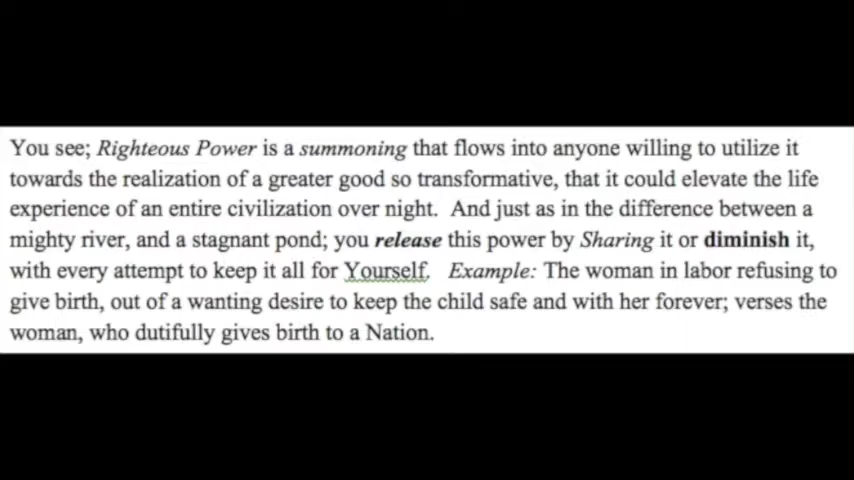 You see; Righteous Power is a summoning that flows into anyone willing to utilize it
towards the realization of a greater good so transformative, that it could elevate the life
experience of an entire civilization over night.  And just as in the difference between a
mighty river, and a stagnant pond; you release this power by Sharing it or diminish it,
with every attempt to keep it all for Yourself.  Example: The woman in labor refusing to
give birth, out of a wanting desire to keep the child safe and with her forever; verses the
woman, who dutifully gives birth to a Nation.